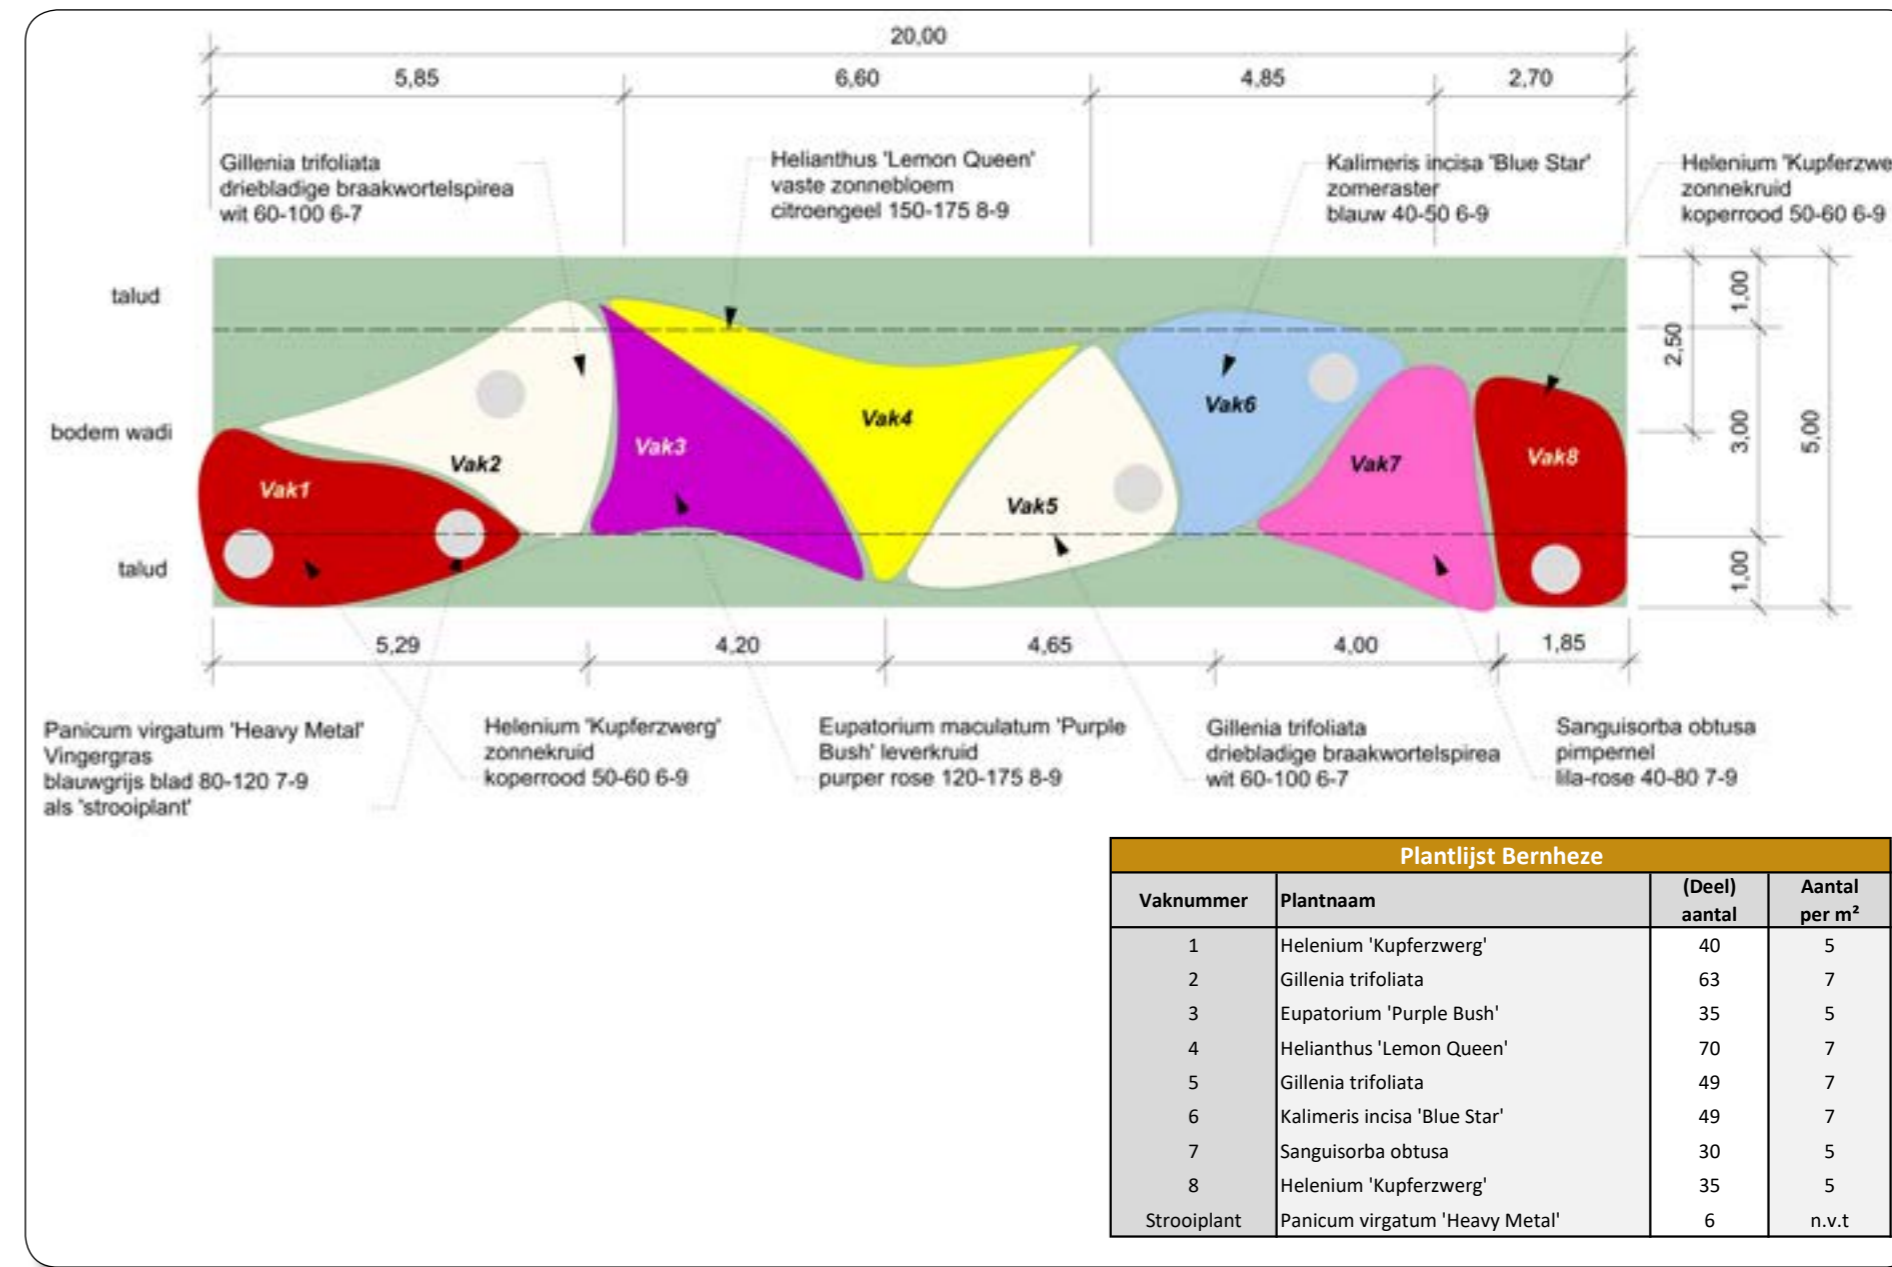 20,00
5,85 6,60 4,85 2,70
Gillenia trifoliata
driebladige braakwortelspirea
wit 60-100 6-7
Helianthus 'Lemon Queen'
vaste zonnebloem
citroengeel 150-175 8-9
Kalimeris incisa 'Blue Star'
zomeraster
blauw 40-50 6-9
Helenium 'Kupferzwe
zonnekruid
koperrood 50-60 6-9
talud
bodem wadi
talud
Vak1
Vak2
Vak3
Vak4
Vak5
Vak6
Vak7
Vak8
2,50
1,00
3,00
1,00
5,00
5,29 4,20 4,65 4,00 1,85
Panicum virgatum 'Heavy Metal'
Vingergras
blauwgrijs blad 80-120 7-9
als 'strooiplant'
Helenium 'Kupferzwerg'
zonnekruid
koperrood 50-60 6-9
Eupatorium maculatum 'Purple
Bush' leverkruid
purper rose 120-175 8-9
Gillenia trifoliata
driebladige braakwortelspirea
wit 60-100 6-7
Sanguisorba obtusa
pimpernel
lila-rose 40-80 7-9
Plantlijst Bernheze
Vaknummer Plantnaam (Deel) aantal Aantal per m²
1 Helenium 'Kupferzwerg' 40 5
2 Gillenia trifoliata 63 7
3 Eupatorium 'Purple Bush' 35 5
4 Helianthus 'Lemon Queen' 70 7
5 Gillenia trifoliata 49 7
6 Kalimeris incisa 'Blue Star' 49 7
7 Sanguisorba obtusa 30 5
8 Helenium 'Kupferzwerg' 35 5
Strooiplant Panicum virgatum 'Heavy Metal' 6 n.v.t